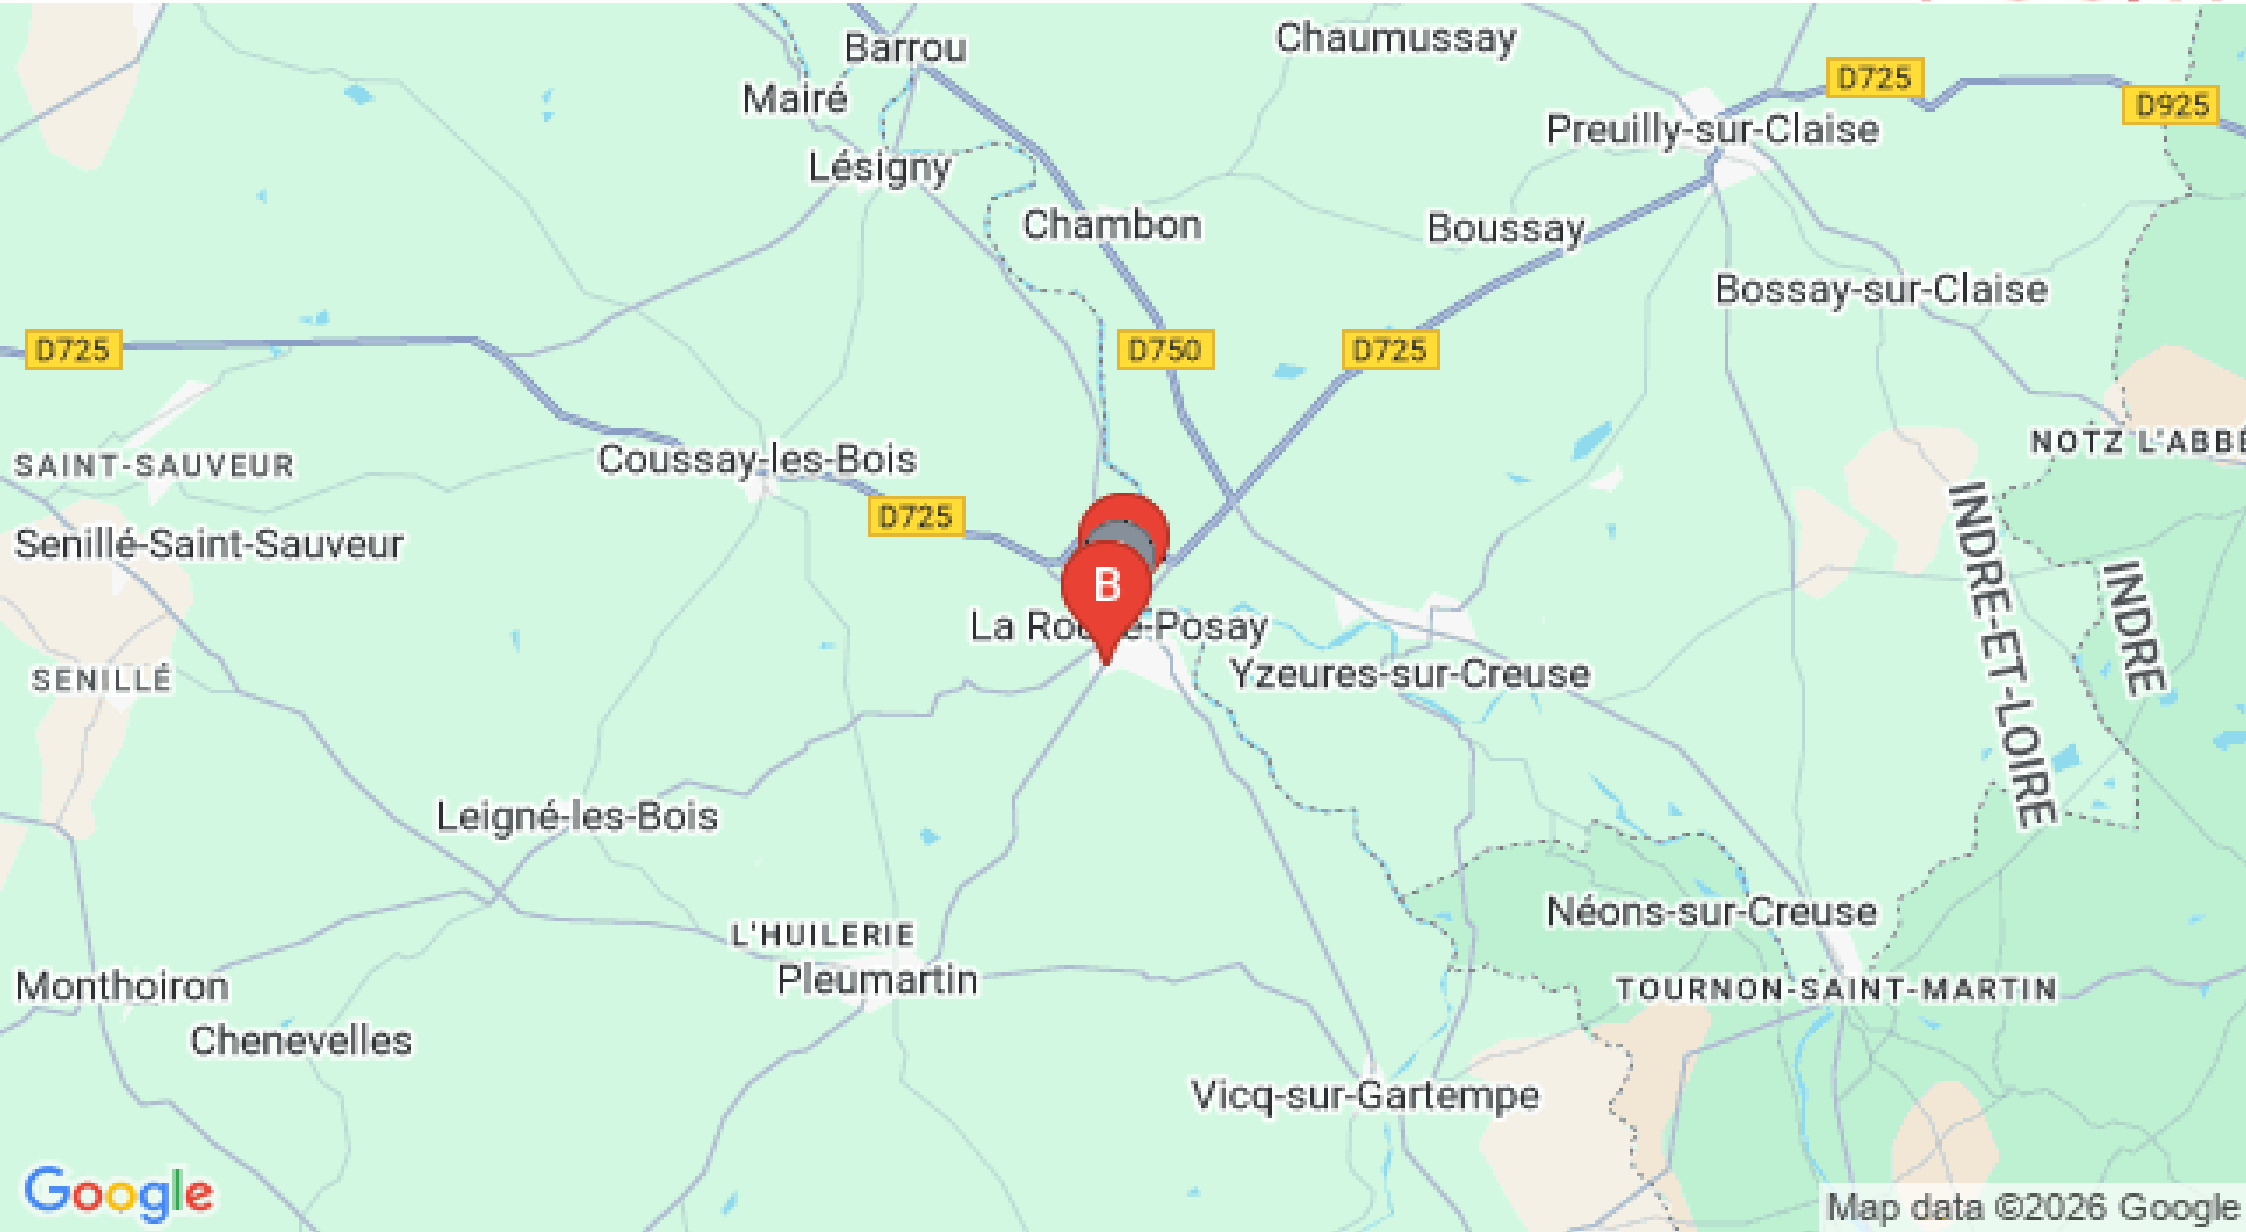 Barrou
Chaumussay
Mairé
D725
D925
Preuilly-sur-Claise
Lésigny
Chambon
Boussay
Bossay-sur-Claise
D725
D750
D725
NOTZ L'ABBÉ
SAINT-SAUVEUR
Coussay-les-Bois
D725
Senillé-Saint-Sauveur
INDRE-ET-LOIRE
INDRE
B
La Roche-Posay
Yzeures-sur-Creuse
SENILLÉ
Leigné-les-Bois
Néons-sur-Creuse
L'HUILERIE
Pleumartin
Monthoiron
TOURNON-SAINT-MARTIN
Chenevelles
Vicq-sur-Gartempe
Google
Map data ©2026 Google